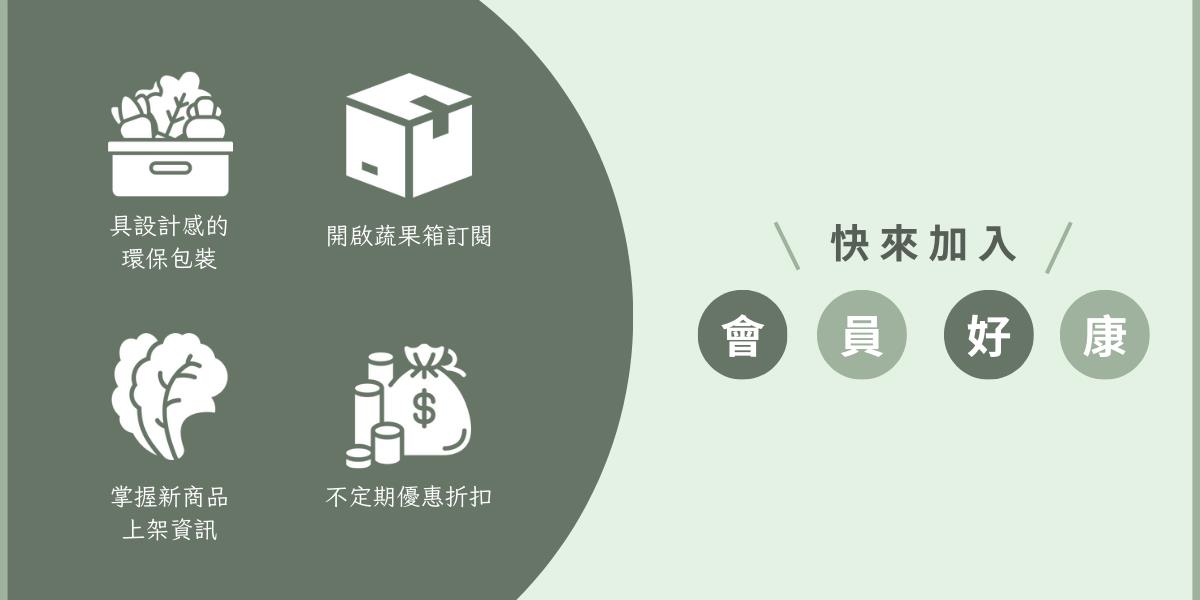 具設計感的
環保包裝
開啟蔬果箱訂閱
掌握新商品
上架資訊
$
不定期優惠折扣
快來加入
會員好康